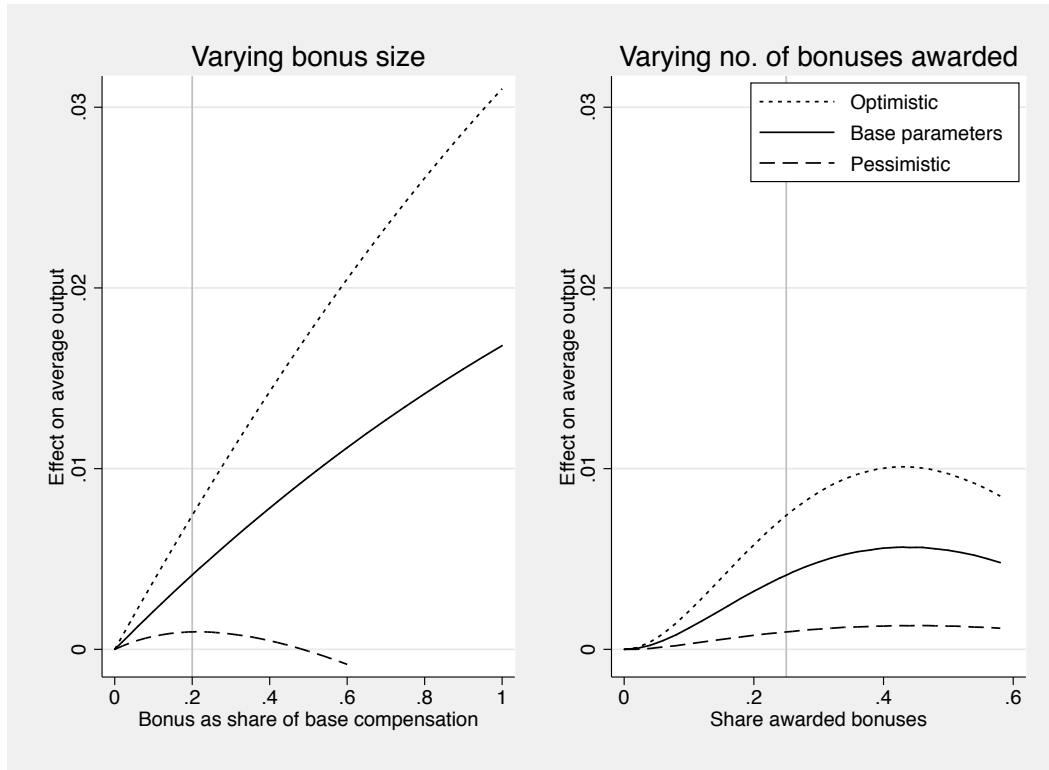 Varying bonus size
Effect on average output
.03
.02
.01
0
0
.2
.4
.6
.8
1
Bonus as share of base compensation
Varying no. of bonuses awarded
Optimistic
Base parameters
Pessimistic
Effect on average output
.03
.02
.01
0
0
.2
.4
.6
Share awarded bonuses